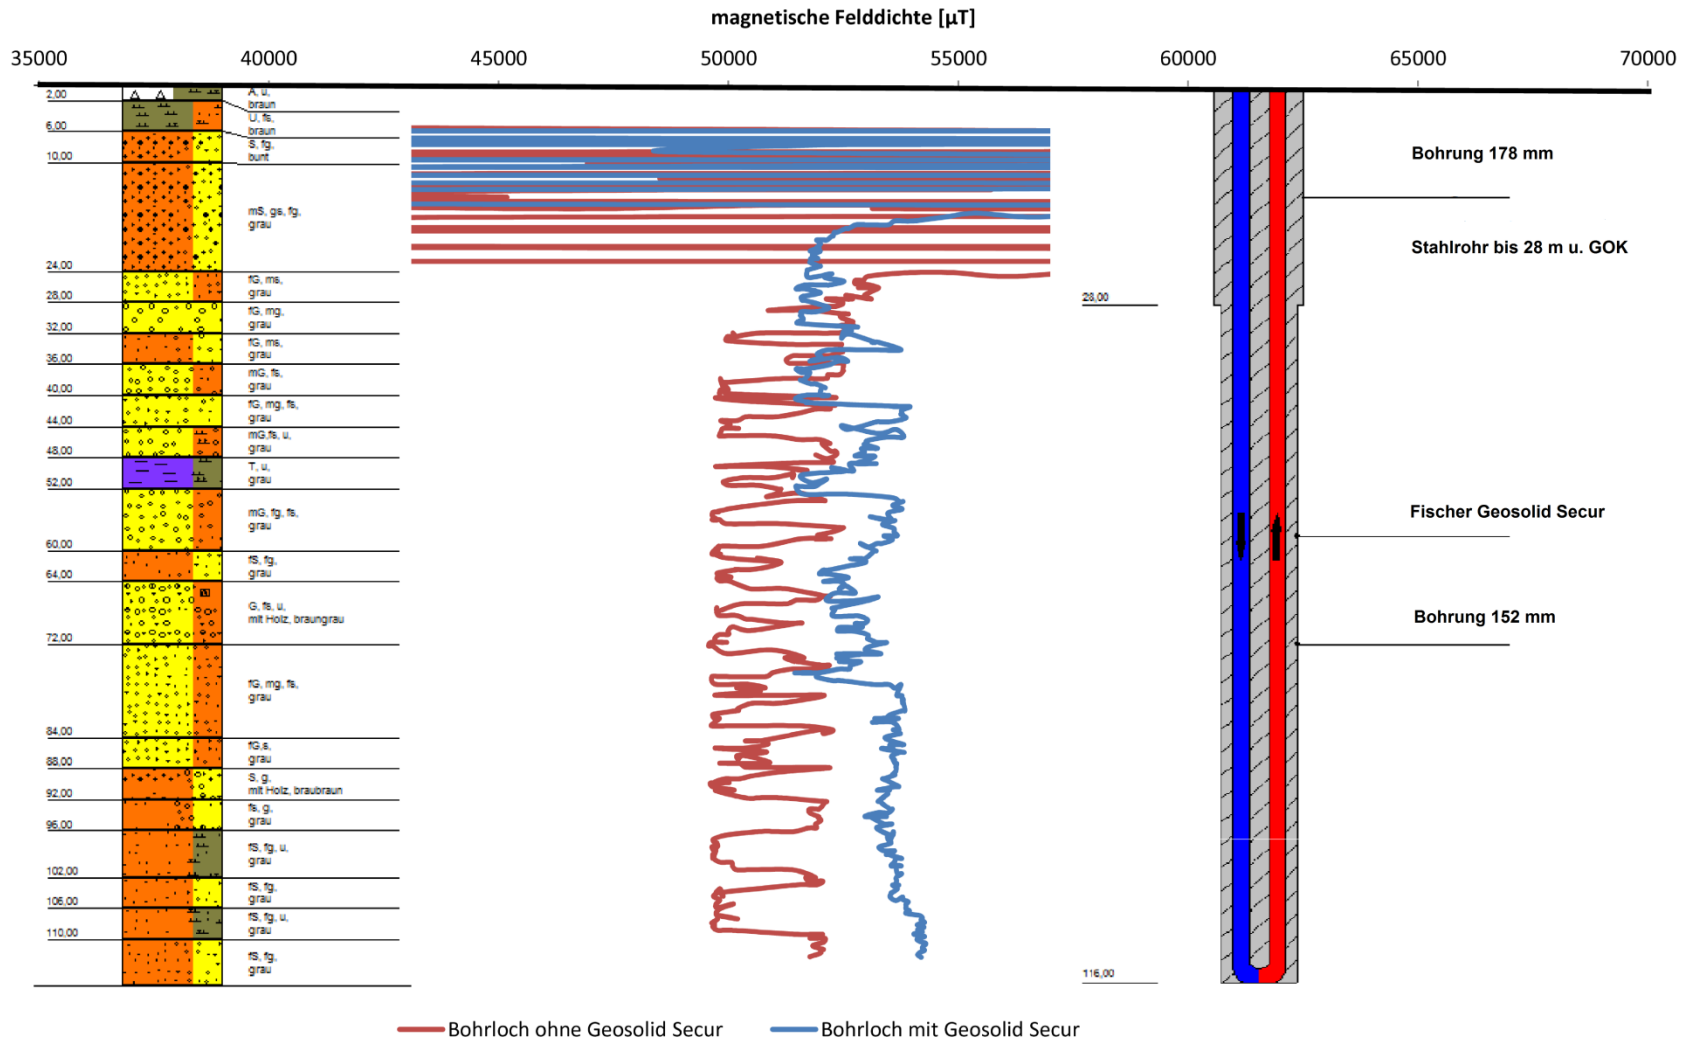 magnetische Felddichte [µT]
35000 40000 45000 50000 55000 60000 65000 70000
2,00
A, u,
braun
U, fs,
braun
6,00
S, fg,
bunt
10,00
mS, gs, fg,
grau
24,00
fG, ms,
grau
28,00
fG, mg,
grau
32,00
fG, ms,
grau
36,00
mG, fs,
grau
40,00
fG, mg, fs,
grau
44,00
mG,fs, u,
grau
48,00
T, u,
grau
52,00
mG, fg, fs,
grau
60,00
fS, fg,
grau
64,00
G, fs, u,
mit Holz, braungrau
72,00
fG, mg, fs,
grau
84,00
fG,s,
grau
88,00
S, g,
mit Holz, braubraun
92,00
fs, g,
grau
96,00
fS, fg, u,
grau
102,00
fS, fg,
grau
106,00
fS, fg, u,
grau
110,00
fS, fg,
grau
Bohrung 178 mm
Stahlrohr bis 28 m u. GOK
28,00
Fischer Geosolid Secur
Bohrung 152 mm
116,00
Bohrloch ohne Geosolid Secur
Bohrloch mit Geosolid Secur